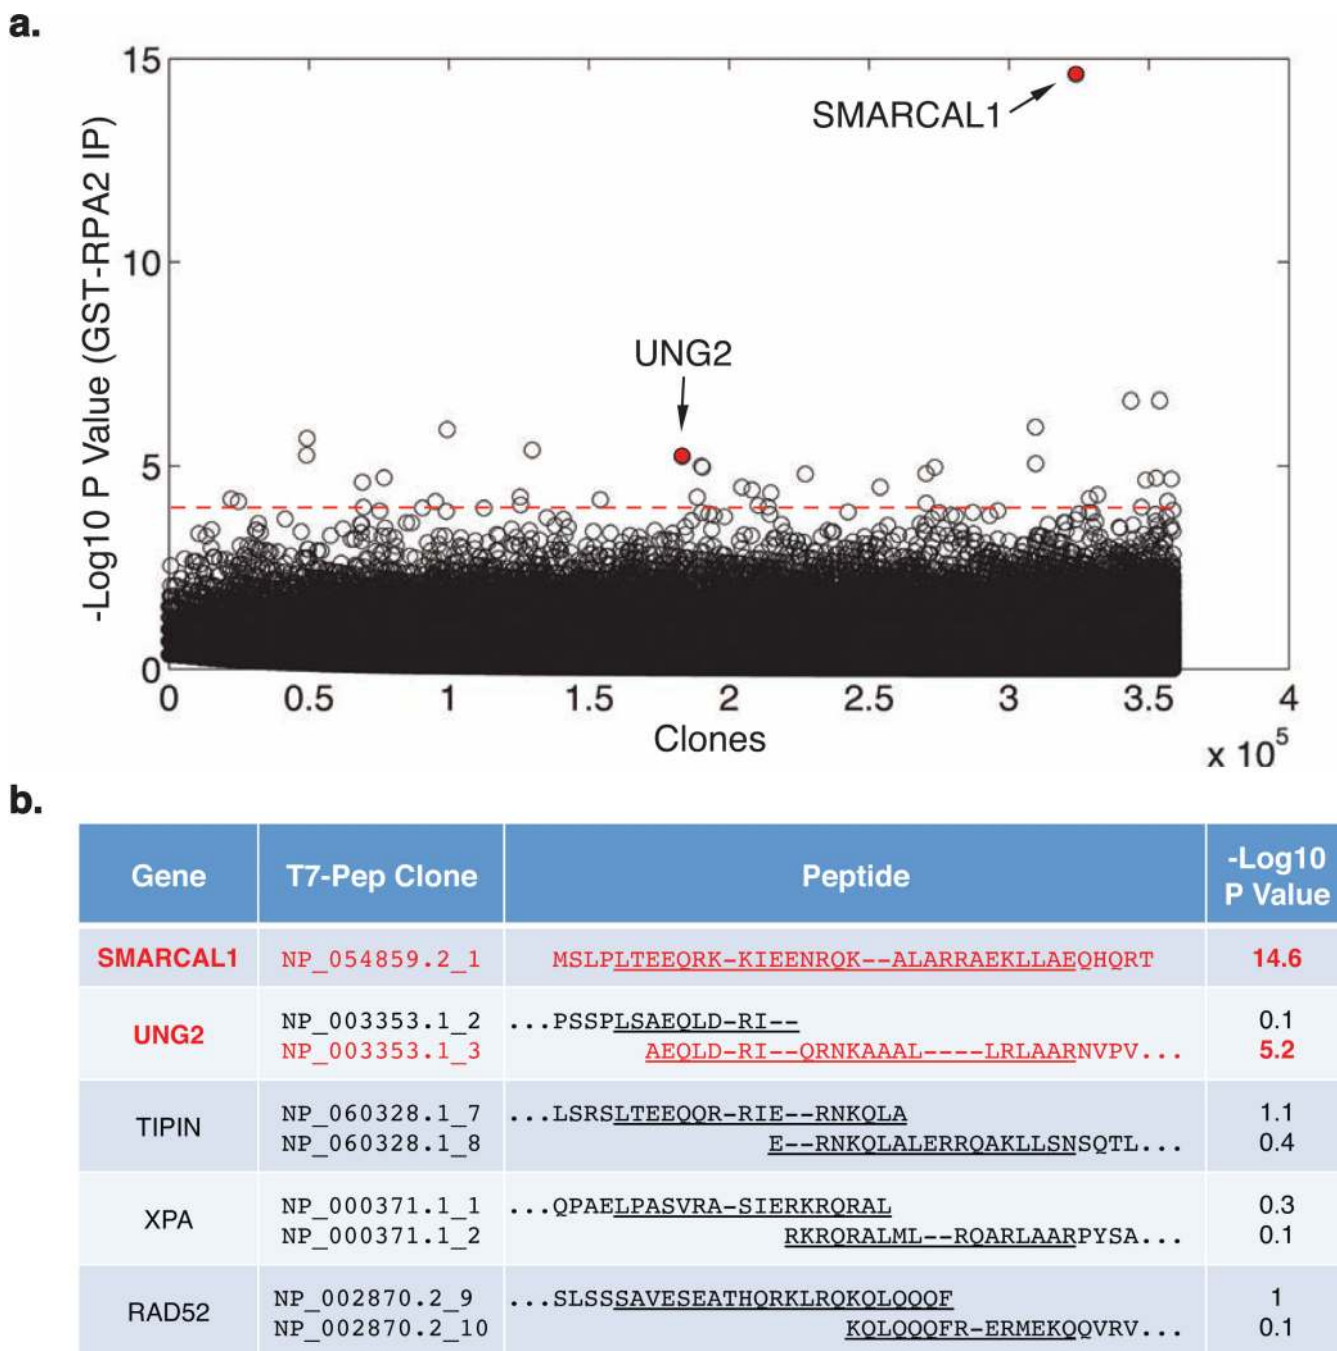 a.
15
SMARCAL1
-Log10 P Value (GST-RPA2 IP)
10
UNG2
5
0
0 0.5 1 1.5 2 2.5 3 3.5 4
Clones
x 10^5
b.
Gene T7-Pep Clone Peptide -Log10 P Value
SMARCAL1 NP_054859.2_1 MSLPLTEEQRK-KIEENRQK--ALARRAEKLLAEQHQRT 14.6
UNG2
NP_003353.1_2 ...PSSPLSAEQLD-RI-- 0.1
NP_003353.1_3 AEQLD-RI--QRNKAAAL----LRLAARNVPV... 5.2
TIPIN
NP_060328.1_7 ...LSRSLTEEQQR-RIE--RNKQLA 1.1
NP_060328.1_8 E--RNKQLALERRQAKLLSNSQTL... 0.4
XPA
NP_000371.1_1 ...QPAELPASVRA-SIERKRQRAL 0.3
NP_000371.1_2 RKRQRALML--RQARLAARPYSA... 0.1
RAD52
NP_002870.2_9 ...SLSSSAVESEATHQRKLRQKQLQQQF 1
NP_002870.2_10 KQLQQQFR-ERMEKQQVRV... 0.1